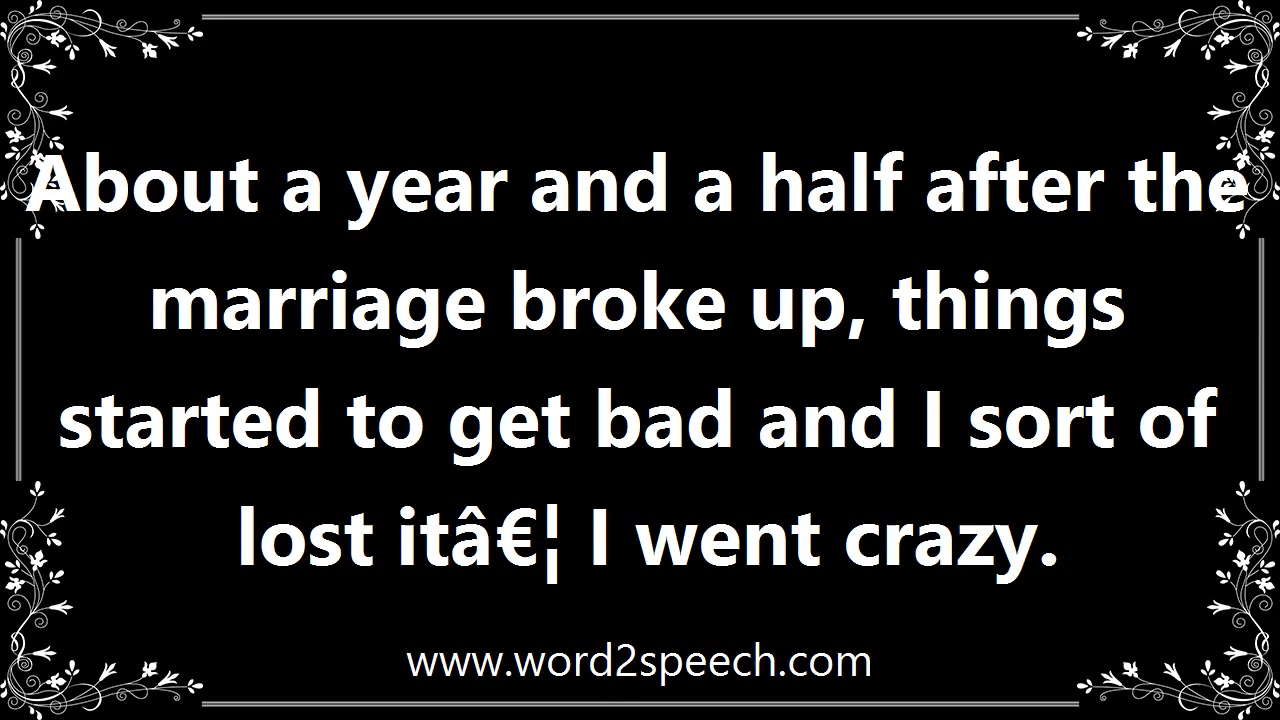 About a year and a half after the
marriage broke up, things
started to get bad and I sort of
lost itâ€¦ I went crazy.
www.word2speech.com